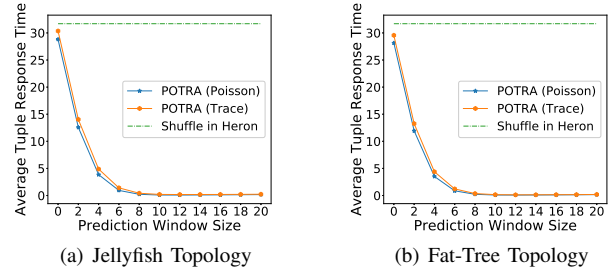 Average Tuple Response Time
30
25
20
15
10
5
0
POTRA (Poisson)
POTRA (Trace)
Shuffle in Heron
0 2 4 6 8 10 12 14 16 18 20
Prediction Window Size
(a) Jellyfish Topology
Average Tuple Response Time
30
25
20
15
10
5
0
POTRA (Poisson)
POTRA (Trace)
Shuffle in Heron
0 2 4 6 8 10 12 14 16 18 20
Prediction Window Size
(b) Fat-Tree Topology